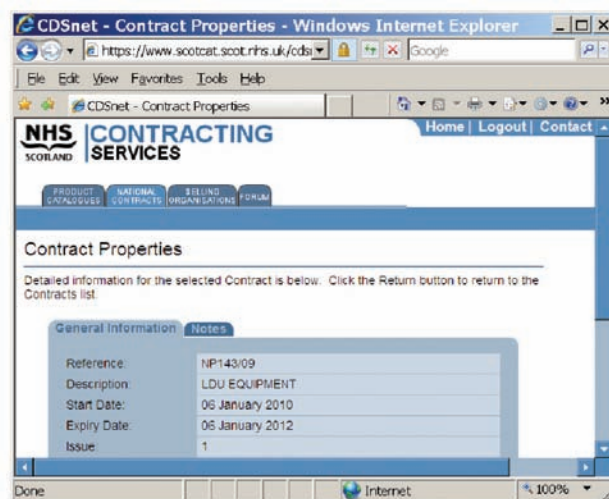 CDSnet - Contract Properties - Windows Internet Explorer
https://www.scotcat.scot.nhs.uk/cds
Google
File Edit View Favorites Tools Help
CDSnet - Contract Properties
Home | Logout | Contact
NHS
SCOTLAND
CONTRACTING
SERVICES
PRODUCT
CATALOGUES
NATIONAL
CONTRACTS
SELLING
ORGANISATIONS
FORUM
Contract Properties
Detailed information for the selected Contract is below. Click the Return button to return to the
Contracts list.
General Information
Notes
Reference: NP143/09
Description: LDU EQUIPMENT
Start Date: 06 January 2010
Expiry Date: 06 January 2012
Issue: 1
Done
Internet
100%